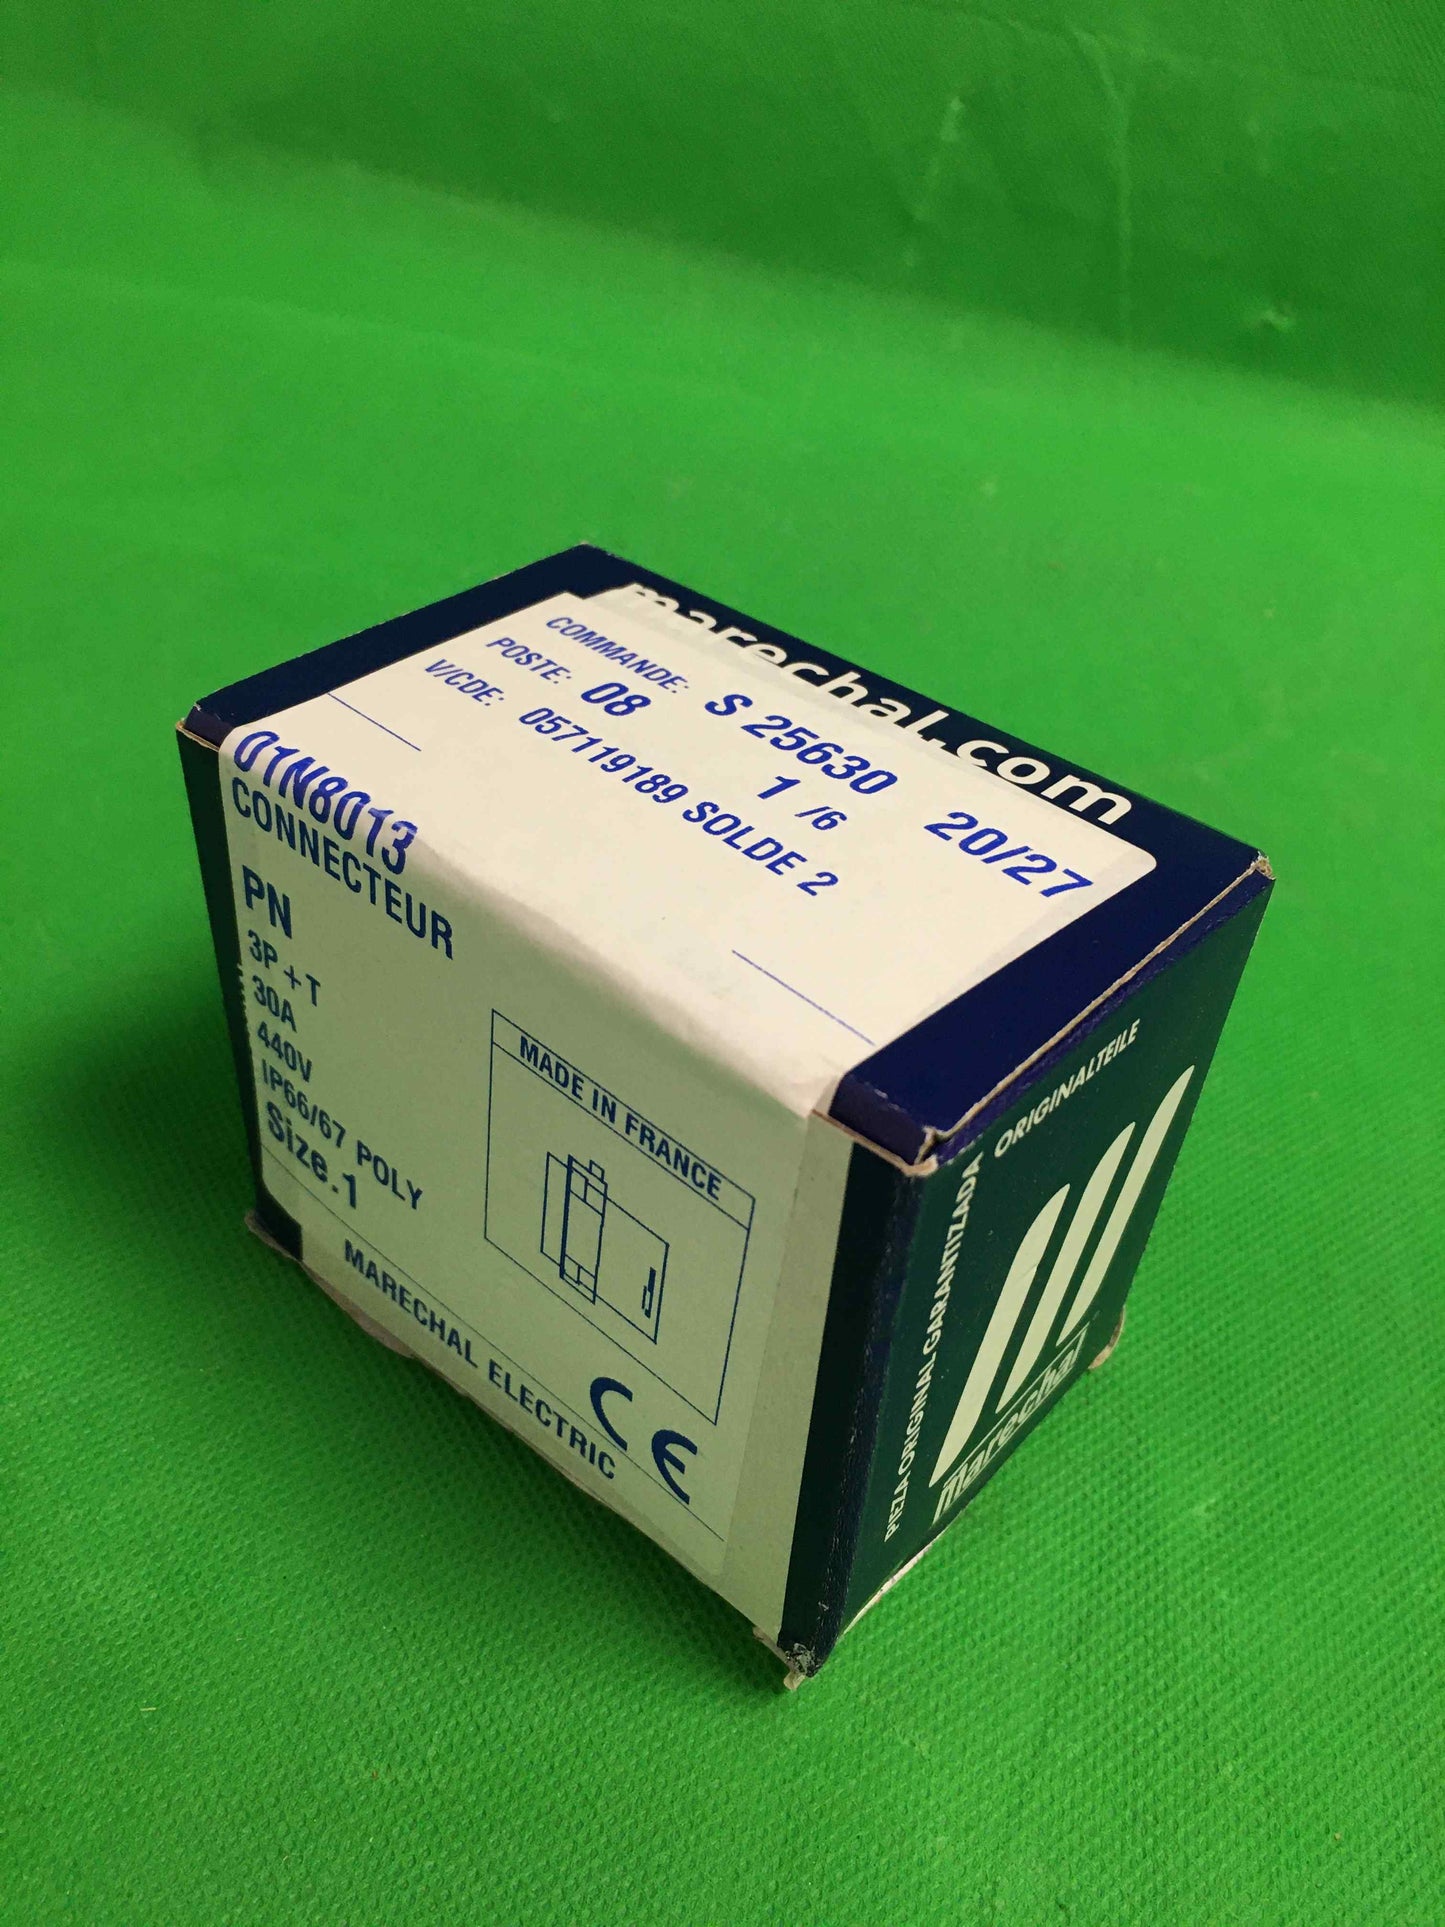 marechal.com
COMMANDE: S 25630 20/27
POSTE: 08 1 /6
V/CDE: 057119189 SOLDE 2
01N8013
CONNECTEUR
PN
3P + T
30A
440V
IP66/67 POLY
Size.1
MADE IN FRANCE
CE
MARECHAL ELECTRIC
PIEZA ORIGINAL GARANTIZADA
ORIGINALTEILE
marechal